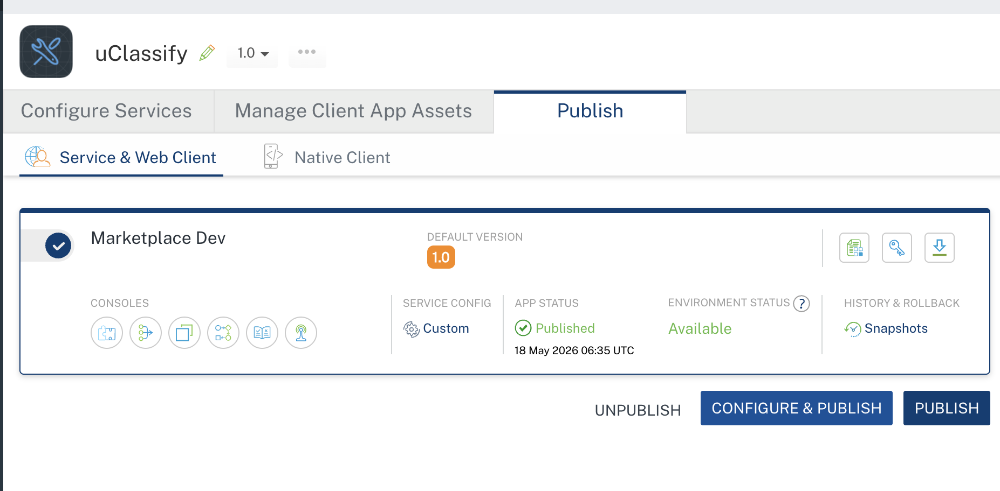 uClassify
1.0
Configure Services
Manage Client App Assets
Publish
Service & Web Client
Native Client
Marketplace Dev
DEFAULT VERSION
1.0
CONSOLES
SERVICE CONFIG
Custom
APP STATUS
Published
18 May 2026 06:35 UTC
ENVIRONMENT STATUS ?
Available
HISTORY & ROLLBACK
Snapshots
UNPUBLISH
CONFIGURE & PUBLISH
PUBLISH